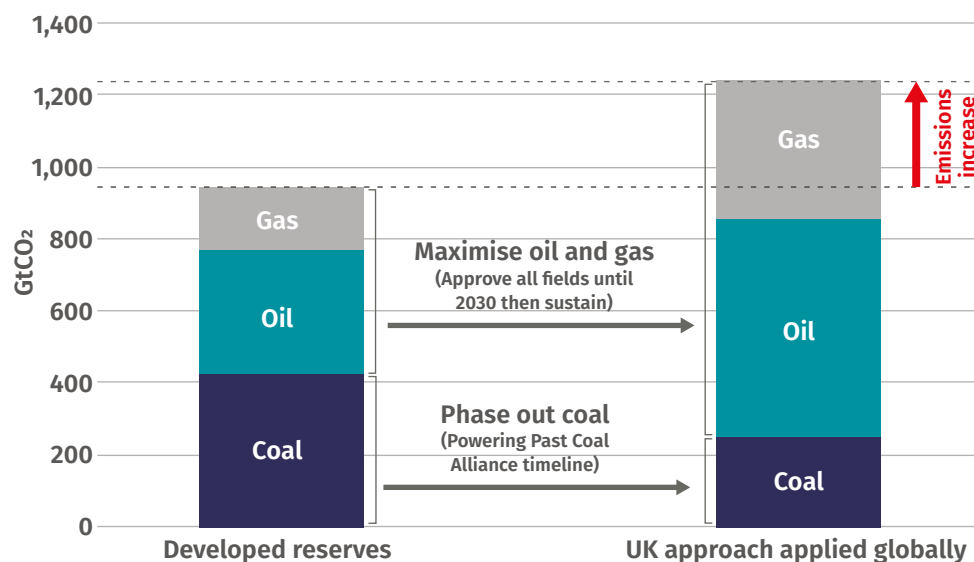 1,400
1,200
1,000
800
600
400
200
0
GtCO₂
Gas
Oil
Coal
Developed reserves
Maximise oil and gas
(Approve all fields until
2030 then sustain)
Phase out coal
(Powering Past Coal
Alliance timeline)
Gas
Oil
Coal
UK approach applied globally
Emissions
increase